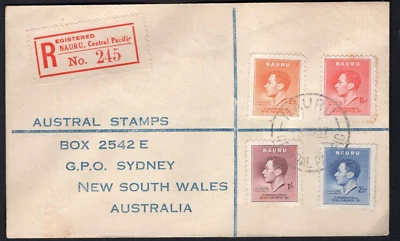 REGISTERED
NAURU, Central Pacific
No. 245
NAURU
NAURU
AUSTRAL STAMPS
BOX 2542 E
G.P.O. SYDNEY
NEW SOUTH WALES
AUSTRALIA
NAURU
NAURU
NAURU